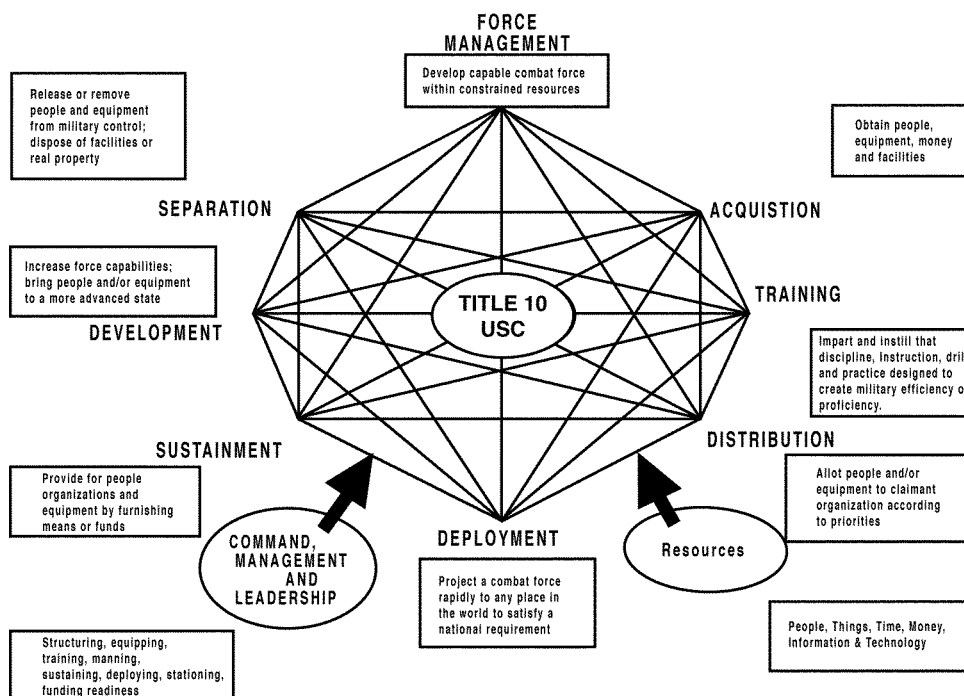 FORCE
MANAGEMENT
Develop capable combat force
within constrained resources
Release or remove
people and equipment
from military control;
dispose of facilities or
real property
Obtain people,
equipment, money
and facilities
SEPARATION
ACQUISTION
Increase force capabilities;
bring people and/or equipment
to a more advanced state
TITLE 10
USC
TRAINING
DEVELOPMENT
Impart and instill that
discipline, instruction, dril
and practice designed to
create military efficiency o
proficiency.
SUSTAINMENT
DISTRIBUTION
Provide for people
organizations and
equipment by furnishing
means or funds
Allot people and/or
equipment to claimant
organization according
to priorities
COMMAND,
MANAGEMENT
AND
LEADERSHIP
DEPLOYMENT
Resources
Project a combat force
rapidly to any place in
the world to satisfy a
national requirement
Structuring, equipping,
training, manning,
sustaining, deploying, stationing,
funding readiness
People, Things, Time, Money,
Information & Technology